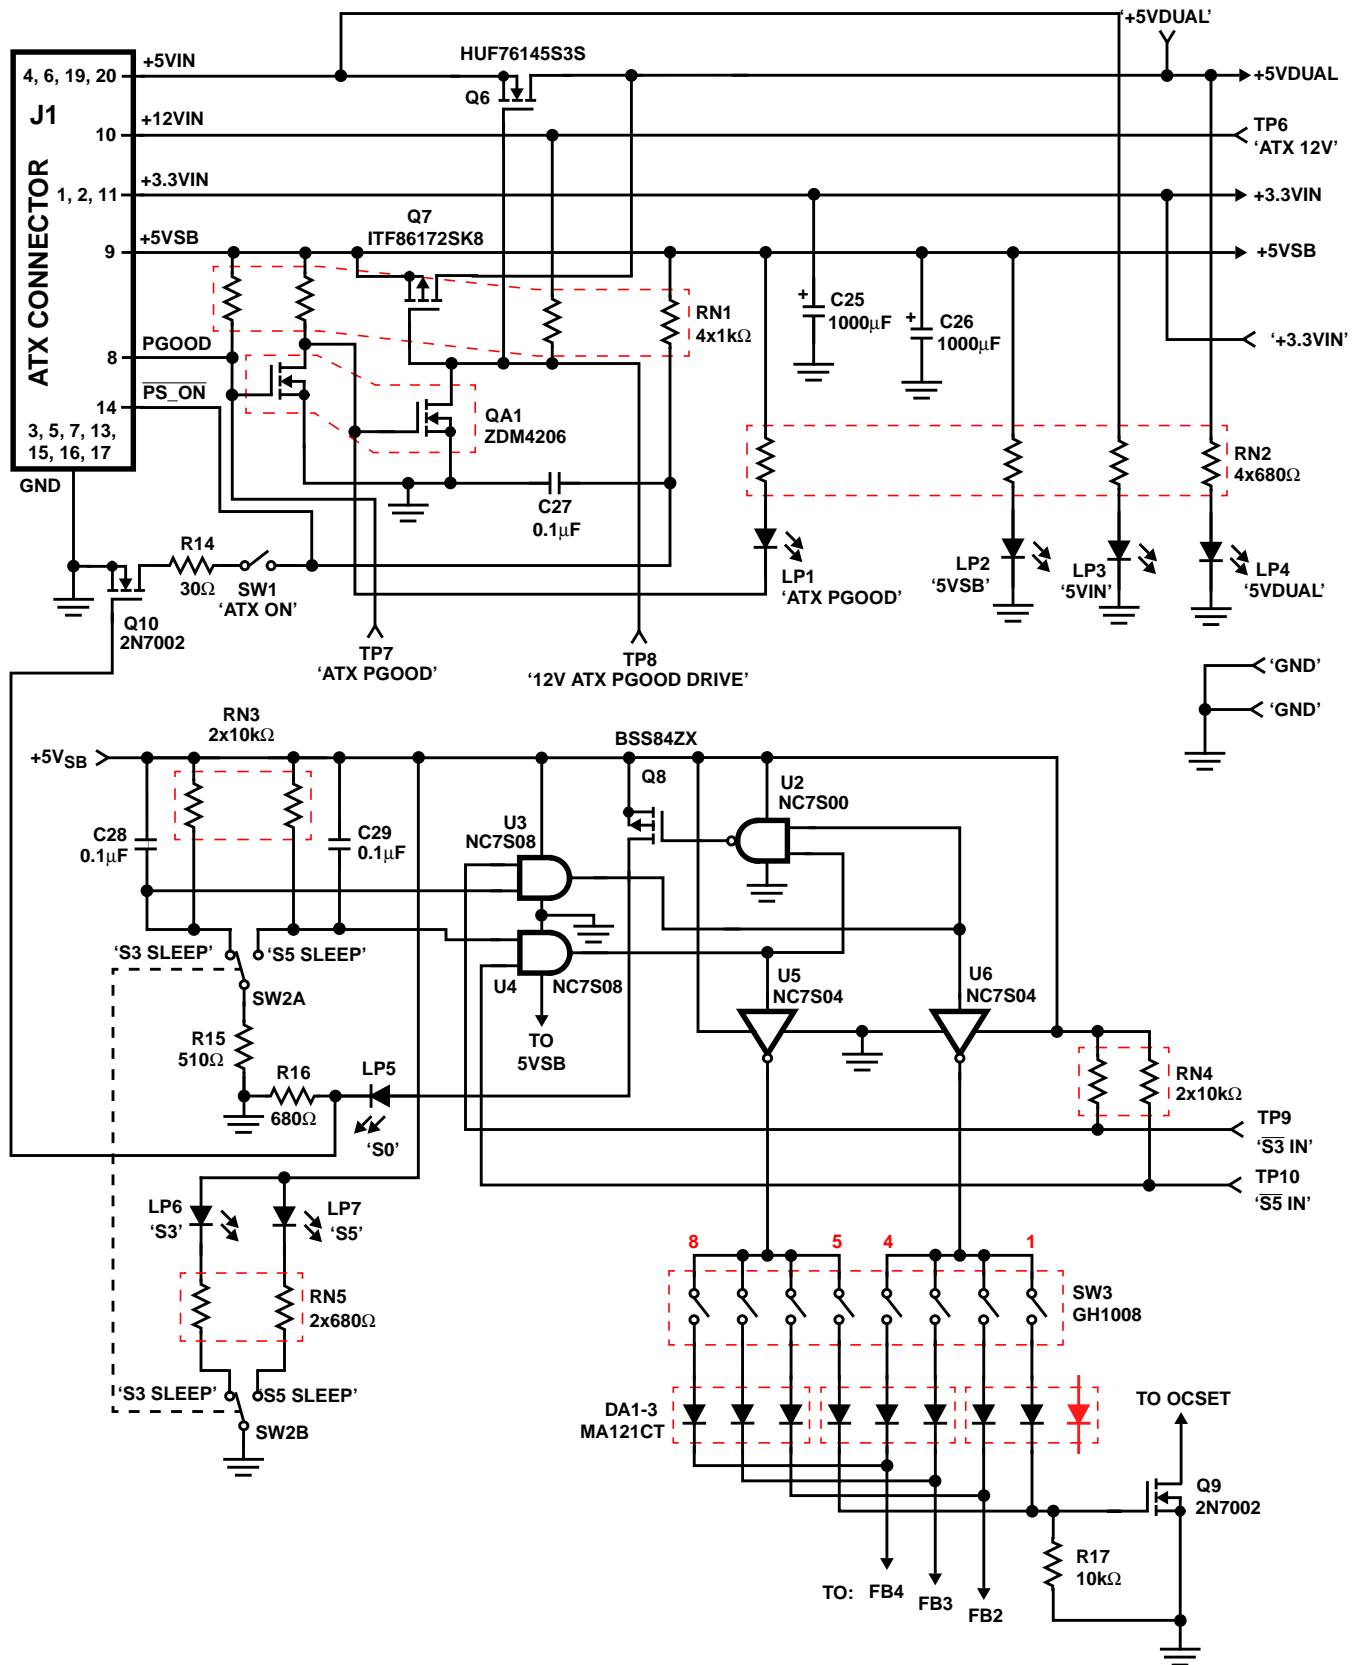 '+5VDUAL'
+5VIN
HUF76145S3S
4, 6, 19, 20
Q6
+5VDUAL
J1
+12VIN
10
TP6
'ATX 12V'
ATX CONNECTOR
+3.3VIN
1, 2, 11
+3.3VIN
Q7
ITF86172SK8
+5VSB
9
+5VSB
RN1
4x1kΩ
C25
1000µF
C26
1000µF
PGOOD
8
'+3.3VIN'
PS_ON
14
QA1
ZDM4206
3, 5, 7, 13,
15, 16, 17
RN2
4x680Ω
GND
C27
0.1µF
R14
30Ω
SW1
'ATX ON'
LP1
'ATX PGOOD'
LP2
'5VSB'
LP3
'5VIN'
LP4
'5VDUAL'
Q10
2N7002
TP7
'ATX PGOOD'
TP8
'12V ATX PGOOD DRIVE'
'GND'
'GND'
RN3
2x10kΩ
+5VSB
BSS84ZX
Q8
U2
NC7S00
U3
NC7S08
C28
0.1µF
C29
0.1µF
'S3 SLEEP'
'S5 SLEEP'
SW2A
U4
NC7S08
U5
NC7S04
U6
NC7S04
TO
5VSB
R15
510Ω
R16
680Ω
LP5
'S0'
RN4
2x10kΩ
TP9
'S3 IN'
TP10
'S5 IN'
LP6
'S3'
LP7
'S5'
8
5
4
1
RN5
2x680Ω
SW3
GH1008
'S3 SLEEP'
'S5 SLEEP'
SW2B
DA1-3
MA121CT
TO OCSET
Q9
2N7002
R17
10kΩ
TO:
FB4
FB3
FB2